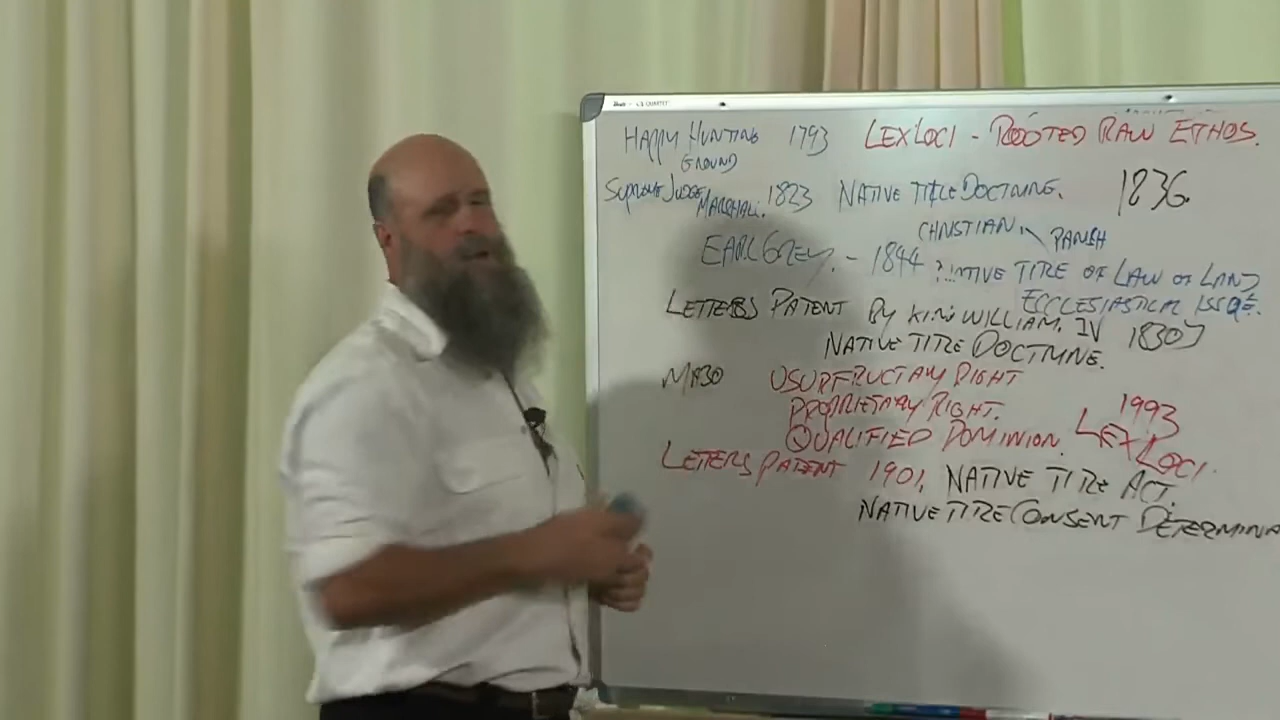 HAPPY HUNTING GROUND 1793 LEX LOCI - ROOTED RAW ETHOS.
SUPREME JUDGE MARSHALL. 1823 NATIVE TITLE DOCTRINE. 1836.
CHRISTIAN. PARISH
EARL GREY. - 1844 NATIVE TITLE OF LAW OF LAND
ECCLESIASTICAL ISSUE.
LETTERS PATENT BY KING WILLIAM. IV 1830
NATIVE TITLE DOCTRINE.
MABO USUFRUCTARY RIGHT
PROPRIETARY RIGHT. 1993
QUALIFIED DOMINION. LEX LOCI.
LETTERS PATENT 1901, NATIVE TITLE ACT.
NATIVE TITLE CONSENT DETERMINA